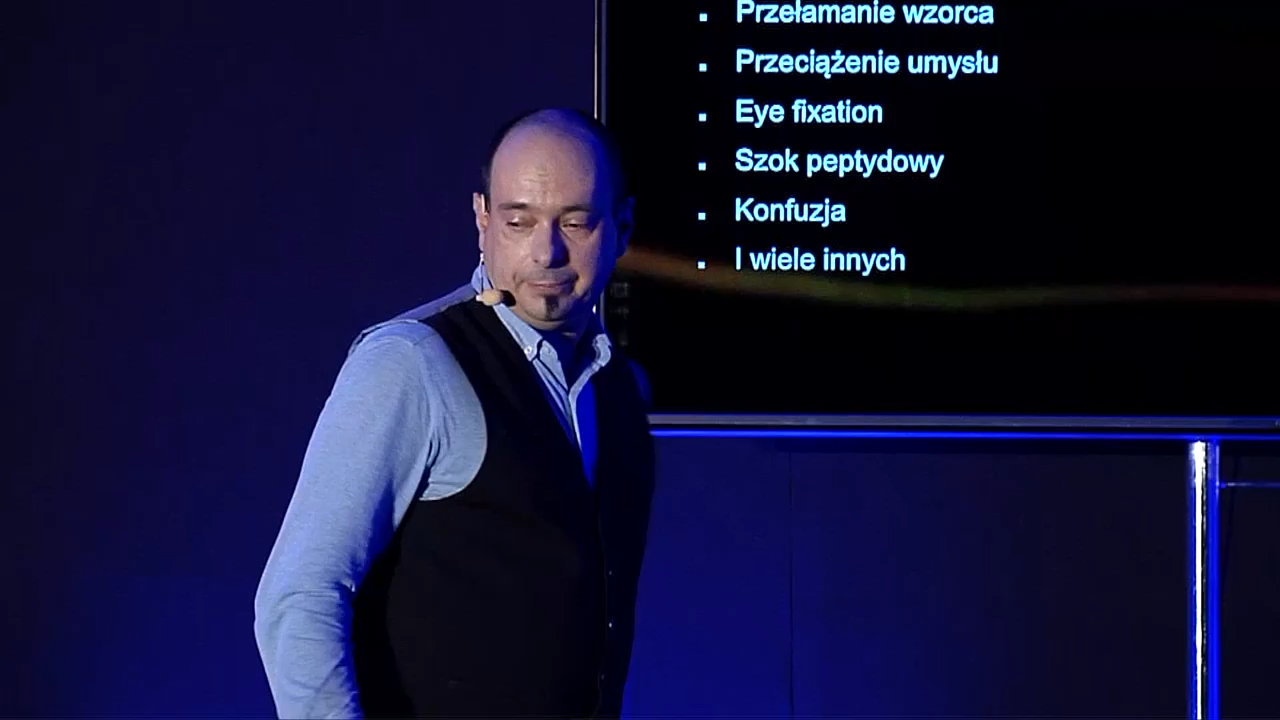 Przełamanie wzorca
Przeciążenie umysłu
Eye fixation
Szok peptydowy
Konfuzja
I wiele innych